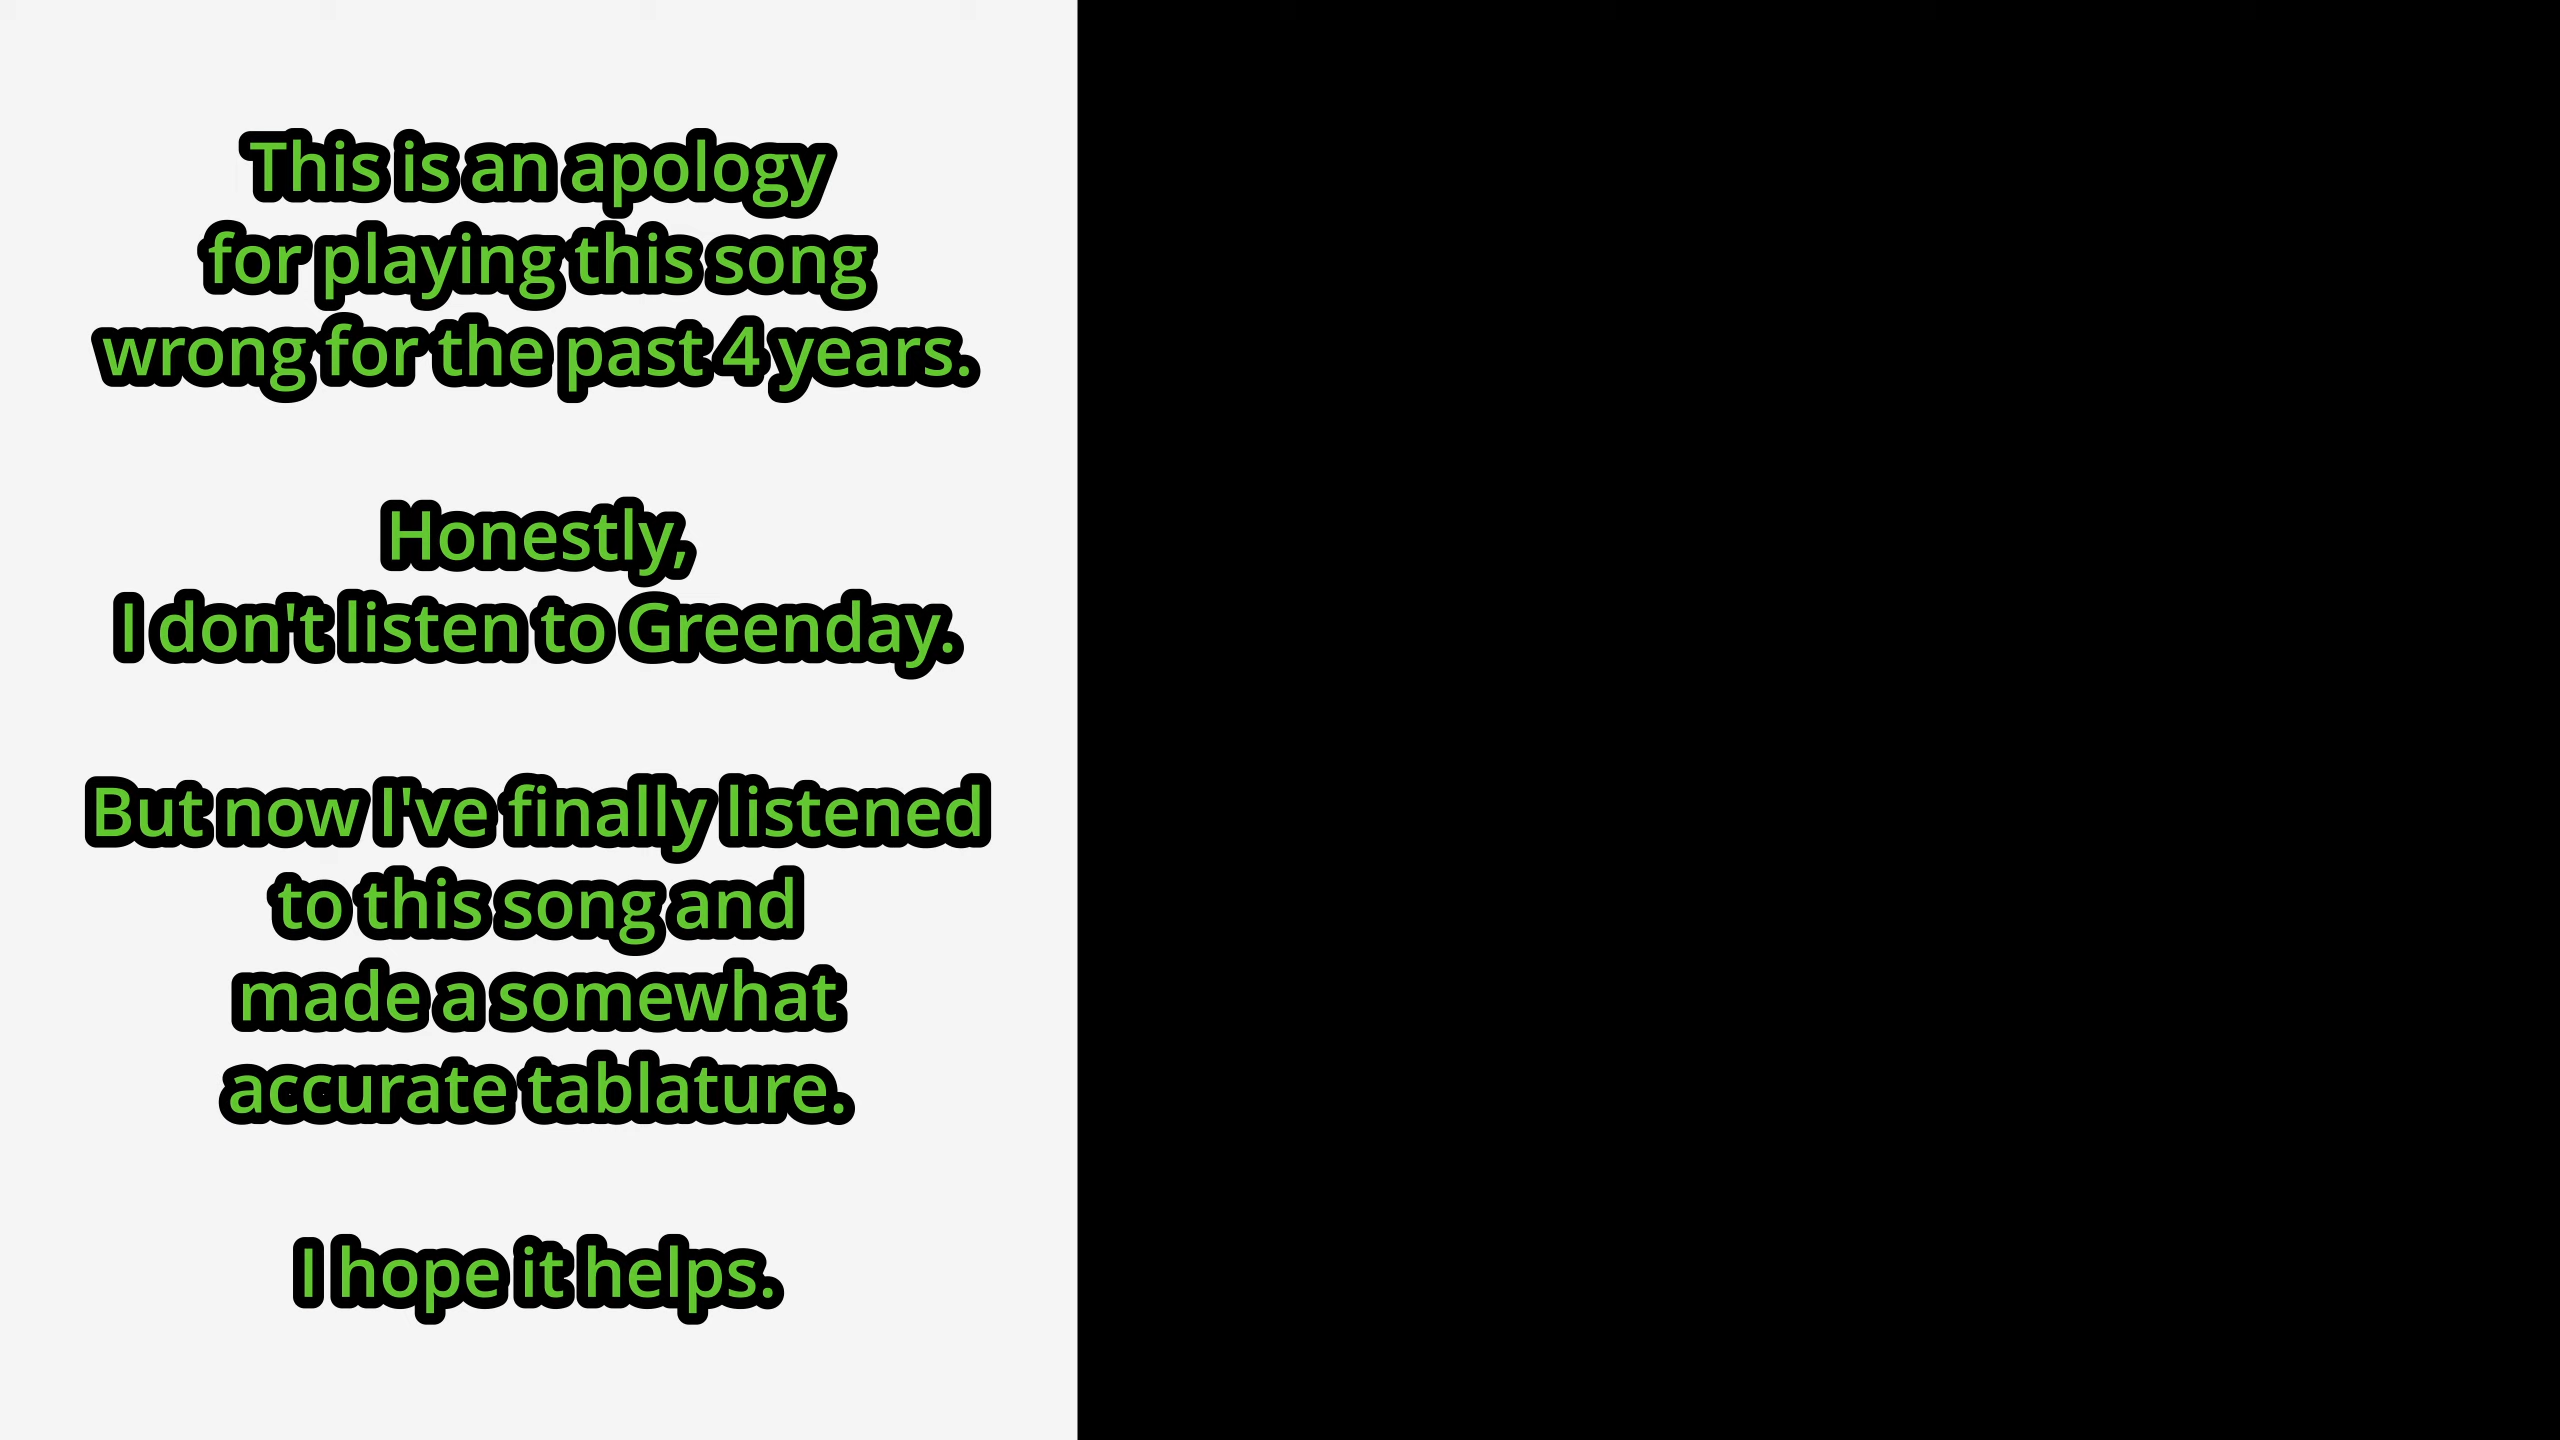 This is an apology
for playing this song
wrong for the past 4 years.
Honestly,
I don't listen to Greenday.
But now I've finally listened
to this song and
made a somewhat
accurate tablature.
I hope it helps.